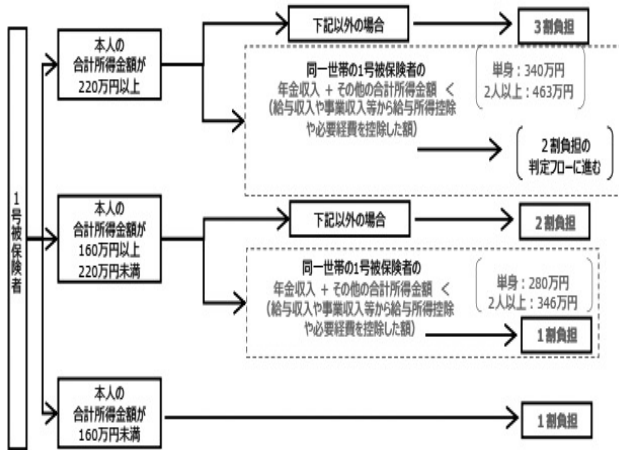 1号被保険者
本人の
合計所得金額が
220万円以上
下記以外の場合
3割負担
同一世帯の1号被保険者の
年金収入 + その他の合計所得金額 <
(給与収入や事業収入等から給与所得控除
や必要経費を控除した額)
単身:340万円
2人以上:463万円
2割負担の
判定フローに進む
本人の
合計所得金額が
160万円以上
220万円未満
下記以外の場合
2割負担
同一世帯の1号被保険者の
年金収入 + その他の合計所得金額 <
(給与収入や事業収入等から給与所得控除
や必要経費を控除した額)
単身:280万円
2人以上:346万円
1割負担
本人の
合計所得金額が
160万円未満
1割負担